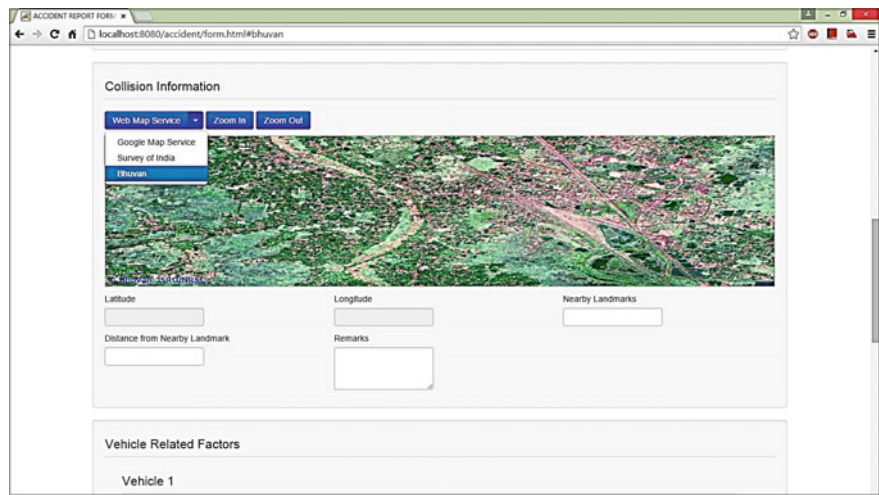 ACCIDENT REPORT FORM
localhost:8080/accident/form.html#bhuvan
Collision Information
Web Map Service Zoom In Zoom Out
Google Map Service
Survey of India
Bhuvan
Latitude Longitude Nearby Landmarks
Distance from Nearby Landmark Remarks
Vehicle Related Factors
Vehicle 1